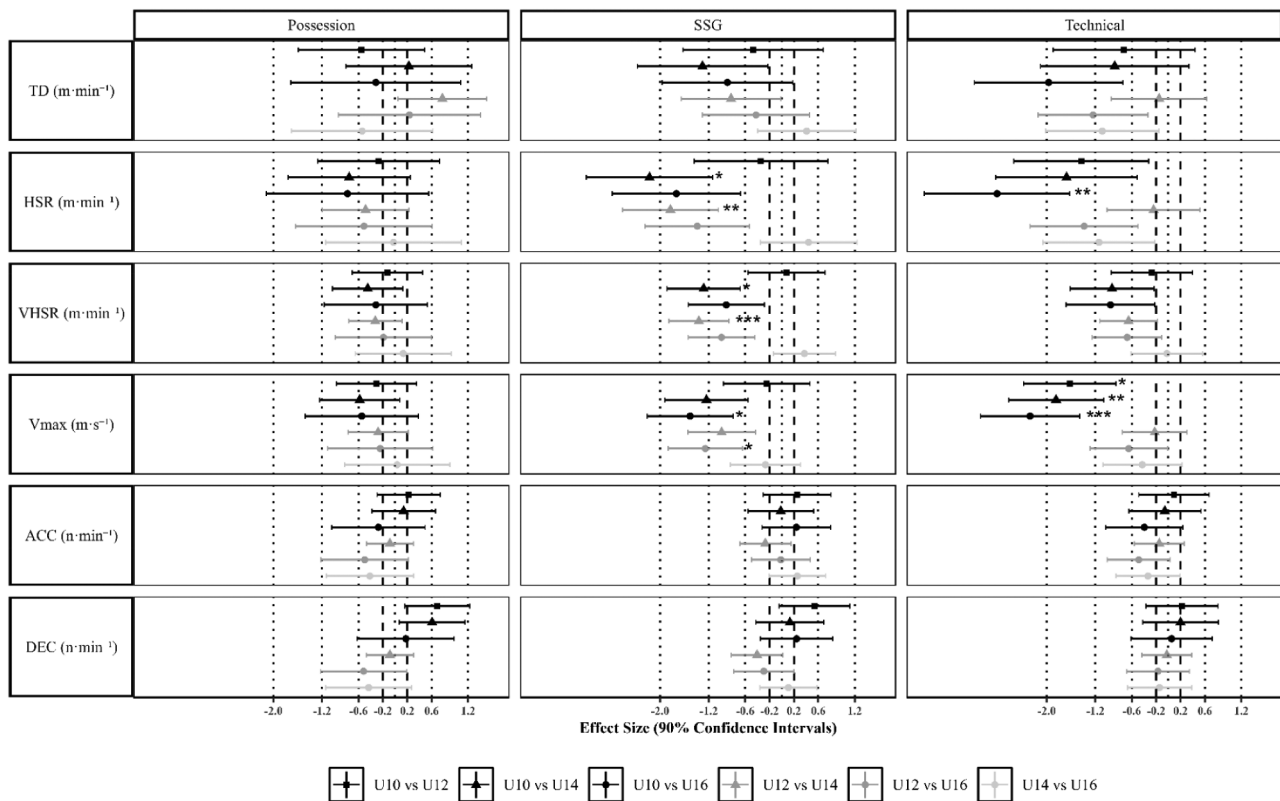 Possession SSG Technical
TD (m·min⁻¹)
HSR (m·min⁻¹)
*
**
**
VHSR (m·min⁻¹)
*
***
Vmax (m·s⁻¹)
*
**
*
***
*
ACC (n·min⁻¹)
DEC (n·min⁻¹)
-2.0 -1.2 -0.6 -0.2 0.2 0.6 1.2 -2.0 -1.2 -0.6 -0.2 0.2 0.6 1.2 -2.0 -1.2 -0.6 -0.2 0.2 0.6 1.2
Effect Size (90% Confidence Intervals)
U10 vs U12 U10 vs U14 U10 vs U16 U12 vs U14 U12 vs U16 U14 vs U16